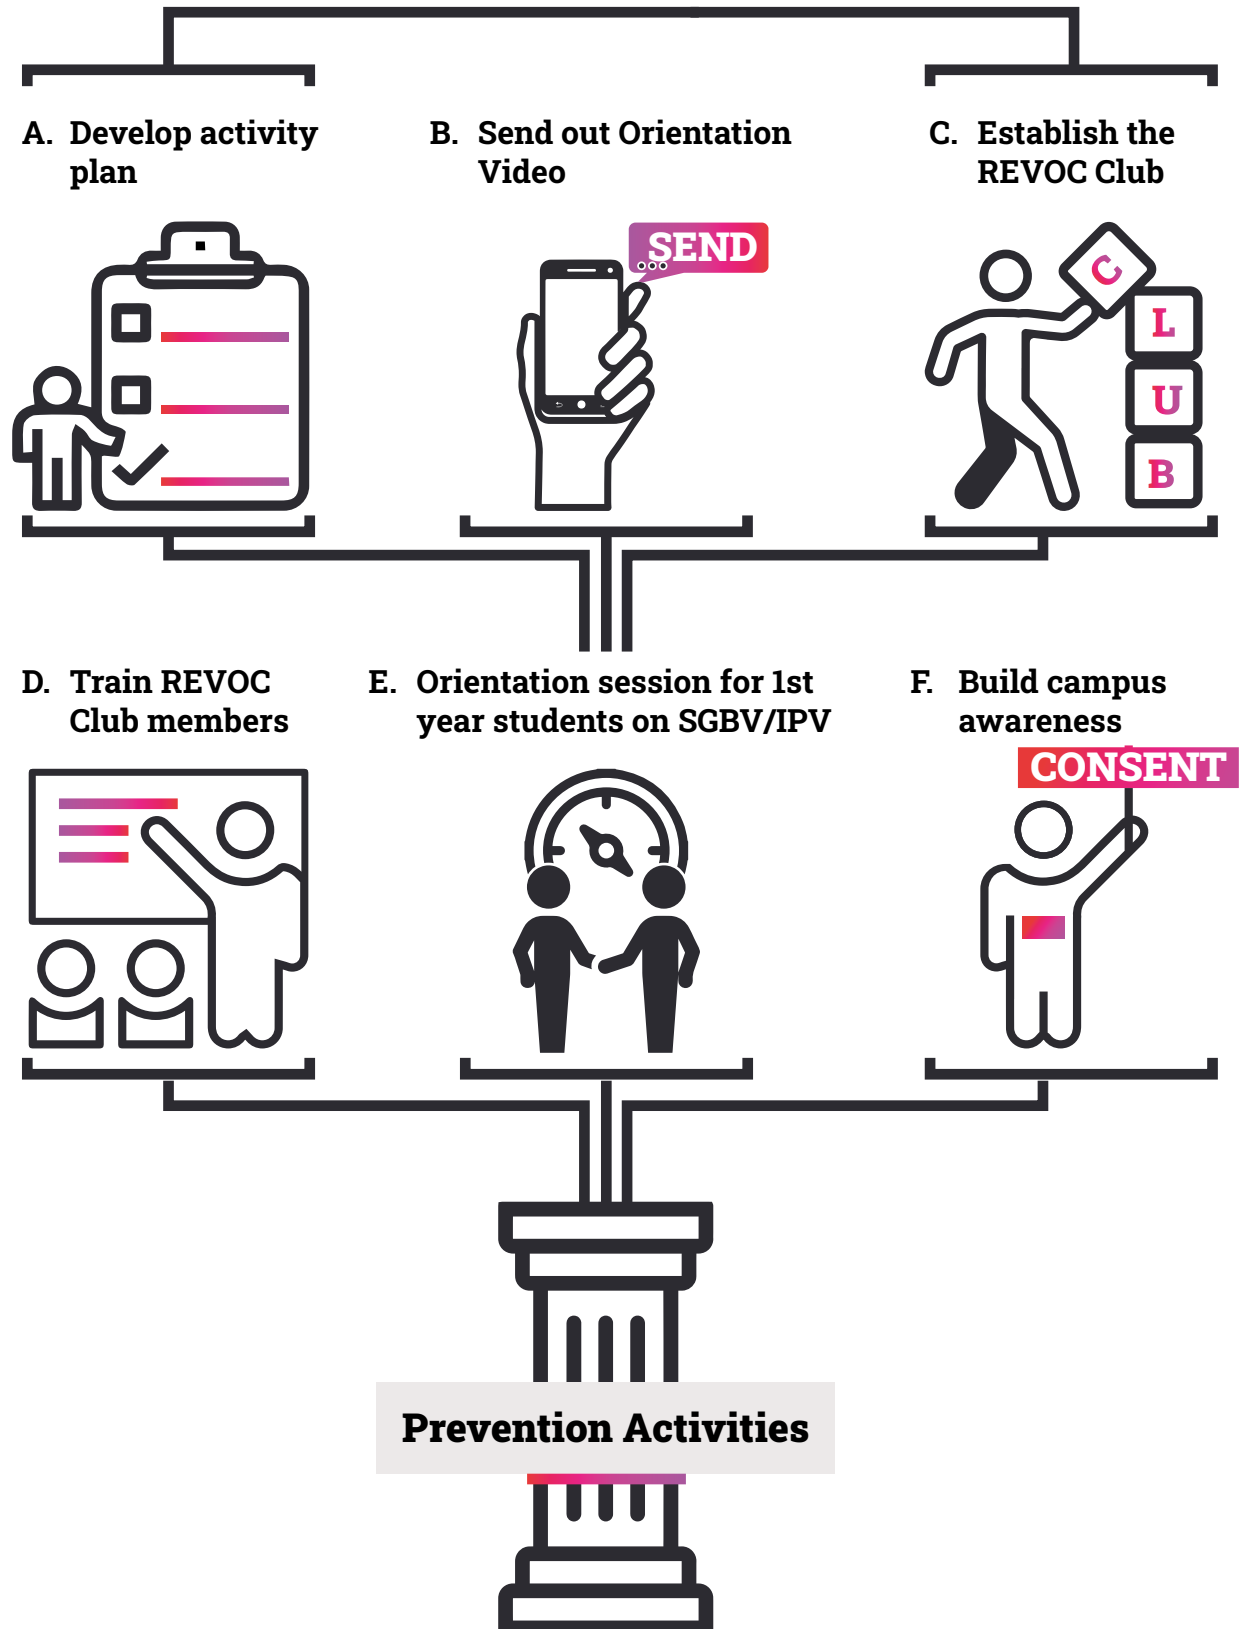 A. Develop activity
plan
B. Send out Orientation
Video
C. Establish the
REVOC Club
SEND
C
L
U
B
D. Train REVOC
Club members
E. Orientation session for 1st
year students on SGBV/IPV
F. Build campus
awareness
CONSENT
Prevention Activities